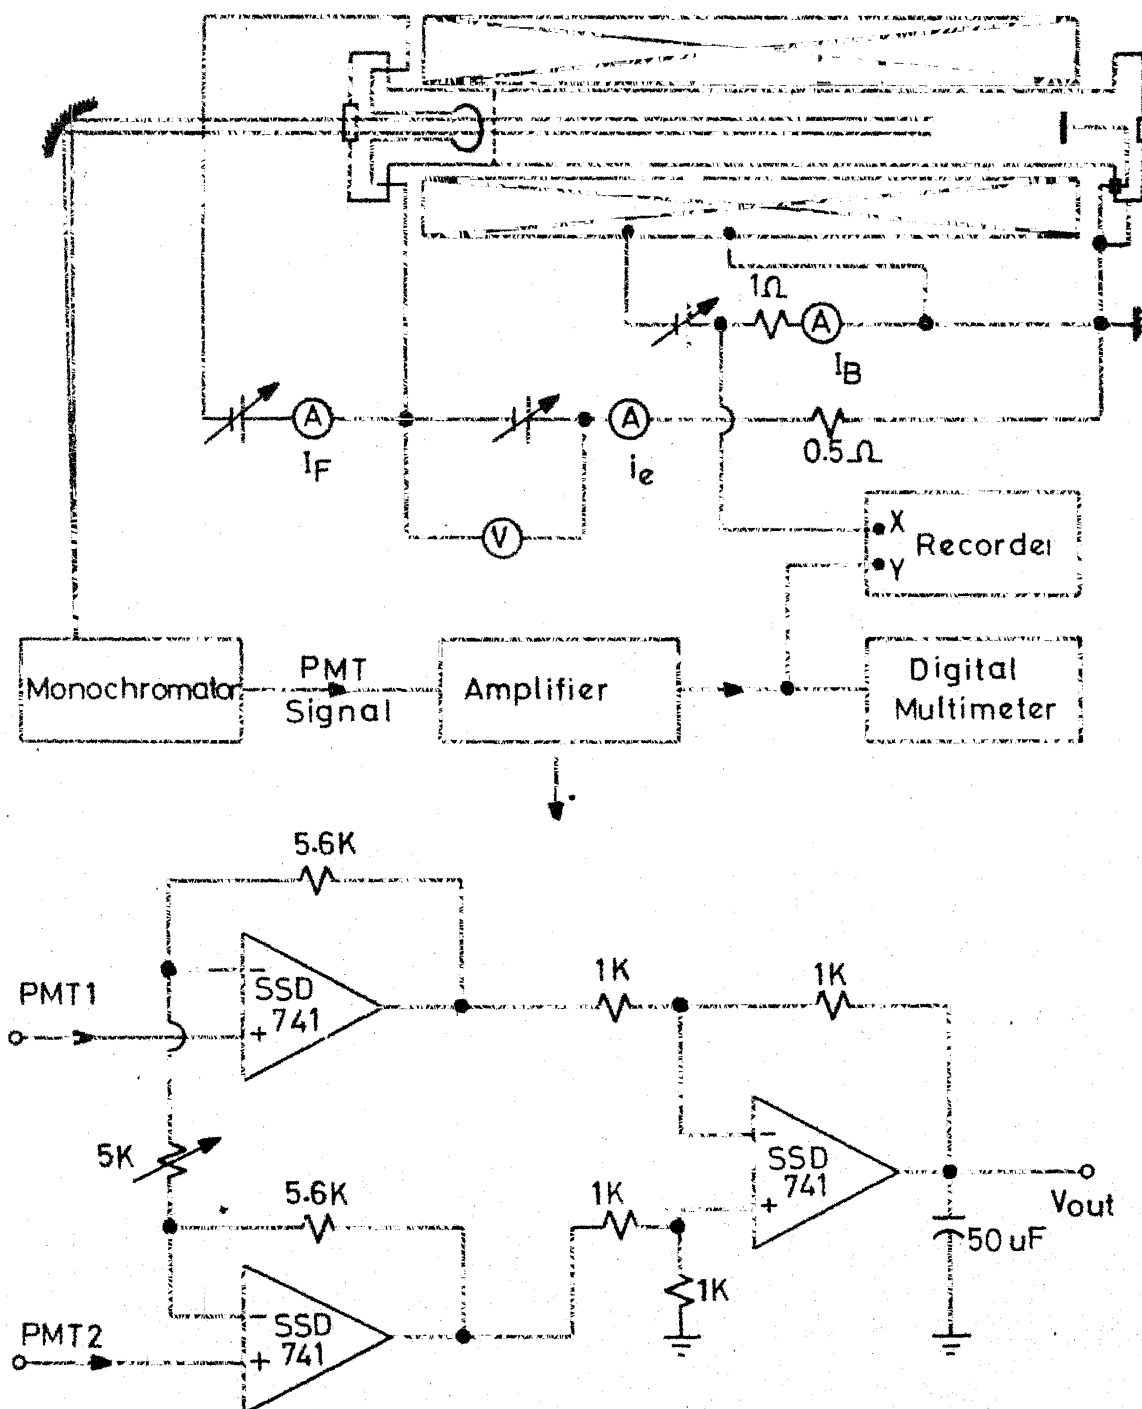 1Ω
A
I_B
A
I_F
A
i_e
0.5Ω
V
X
Recorder
Y
Monochromator
PMT
Signal
Amplifier
Digital
Multimeter
5.6K
PMT1
−
SSD
741
+
1K
1K
5K
5.6K
1K
−
SSD
741
+
Vout
50 uF
1K
PMT2
−
SSD
741
+